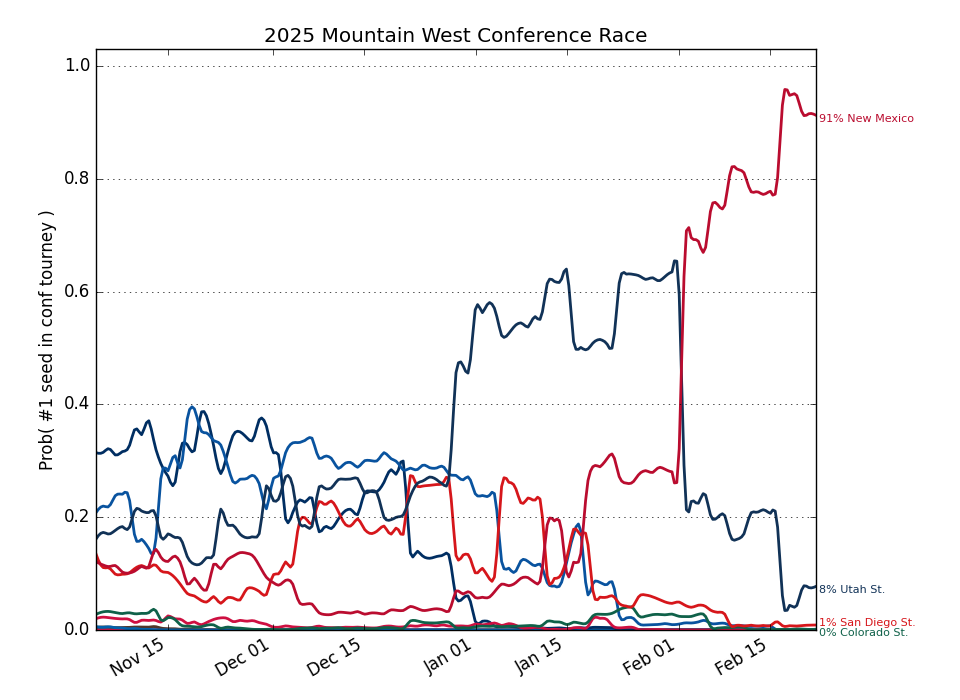 2025 Mountain West Conference Race
Prob( #1 seed in conf tourney )
1.0
0.8
0.6
0.4
0.2
0.0
Nov 15
Dec 01
Dec 15
Jan 01
Jan 15
Feb 01
Feb 15
91% New Mexico
8% Utah St.
1% San Diego St.
0% Colorado St.